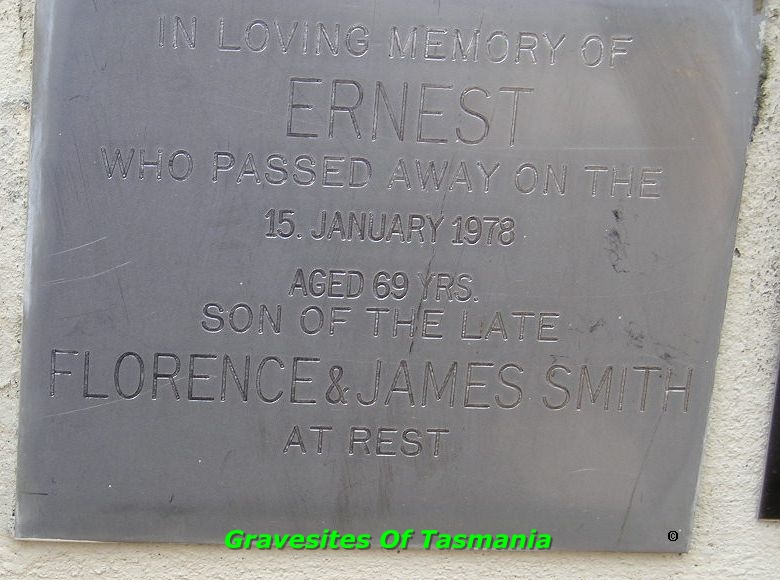 IN LOVING MEMORY OF
ERNEST
WHO PASSED AWAY ON THE
15. JANUARY 1978
AGED 69 YRS.
SON OF THE LATE
FLORENCE & JAMES SMITH
AT REST
Gravesites Of Tasmania
©